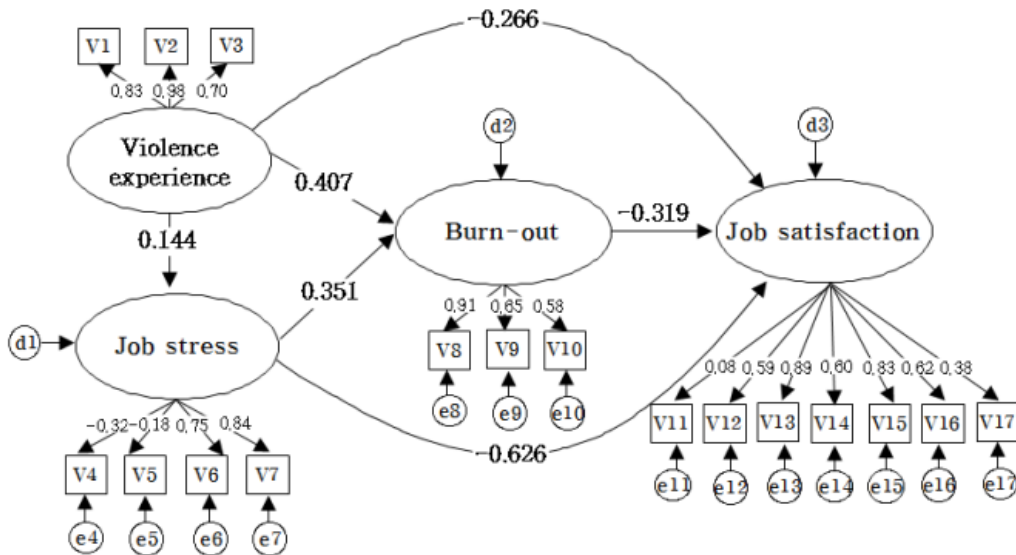 -0.266
V1 V2 V3
0.83 0.98 0.70
d2
d3
Violence
experience
0.407
-0.319
Burn-out
Job satisfaction
0.144
0.351
0.91 0.65 0.58
d1
Job stress
V8 V9 V10
0.08 0.59 0.89 0.60 0.83 0.62 0.38
e8 e9 e10
-0.32 -0.18 0.75 0.84
V11 V12 V13 V14 V15 V16 V17
-0.626
V4 V5 V6 V7
e11 e12 e13 e14 e15 e16 e17
e4 e5 e6 e7